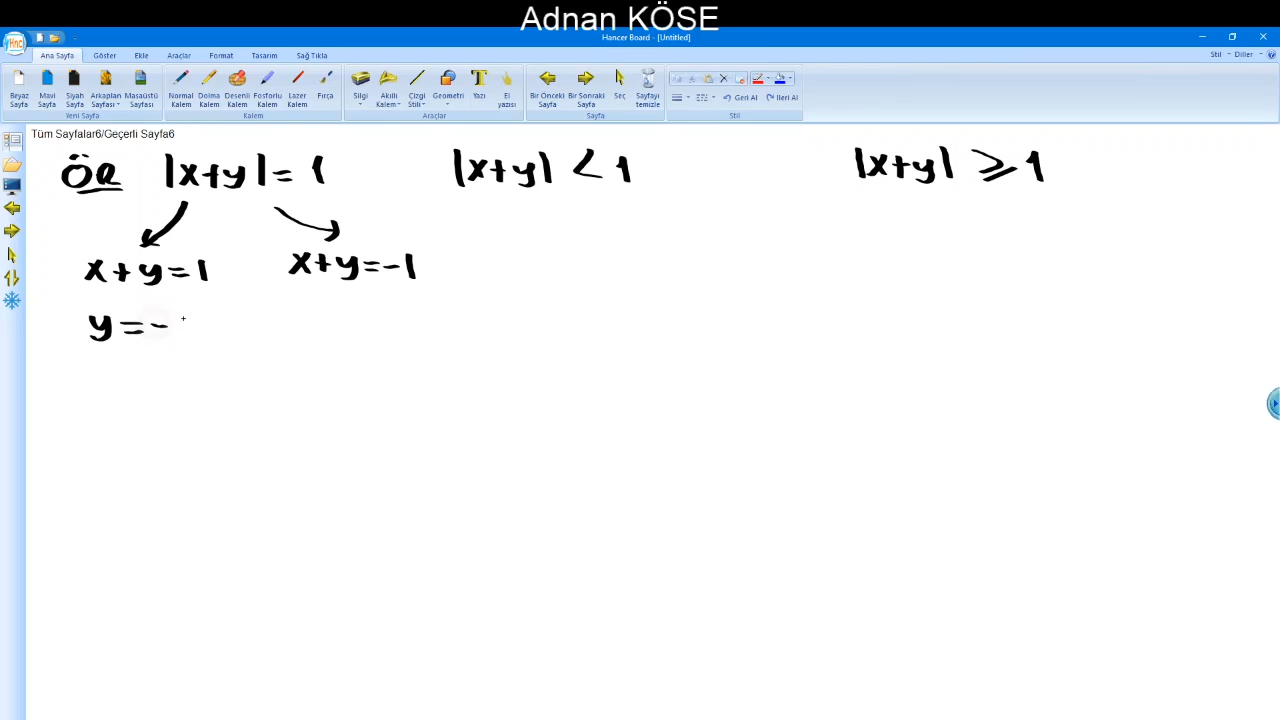 Adnan KÖSE
Hancer Board - [Untitled]
Ana Sayfa Göster Ekle Araçlar Format Tasarım Sağ Tıkla Stil Diller
Beyaz Sayfa Mavi Sayfa Siyah Sayfa Arkaplan Sayfası Masaüstü Sayfası Normal Kalem Dolma Kalem Desenli Kalem Fosforlu Kalem Lazer Kalem Fırça Silgi Akıllı Kalem Çizgi Stili Geometri Yazı El yazısı Bir Önceki Sayfa Bir Sonraki Sayfa Seç Sayfayı temizle Geri Al İleri Al
Yeni Sayfa Kalem Araçlar Sayfa Stil
Tüm Sayfalar6/Geçerli Sayfa6
ÖR |x+y| = 1 |x+y| < 1 |x+y| ⩾ 1
x+y=1 x+y=-1
y=-